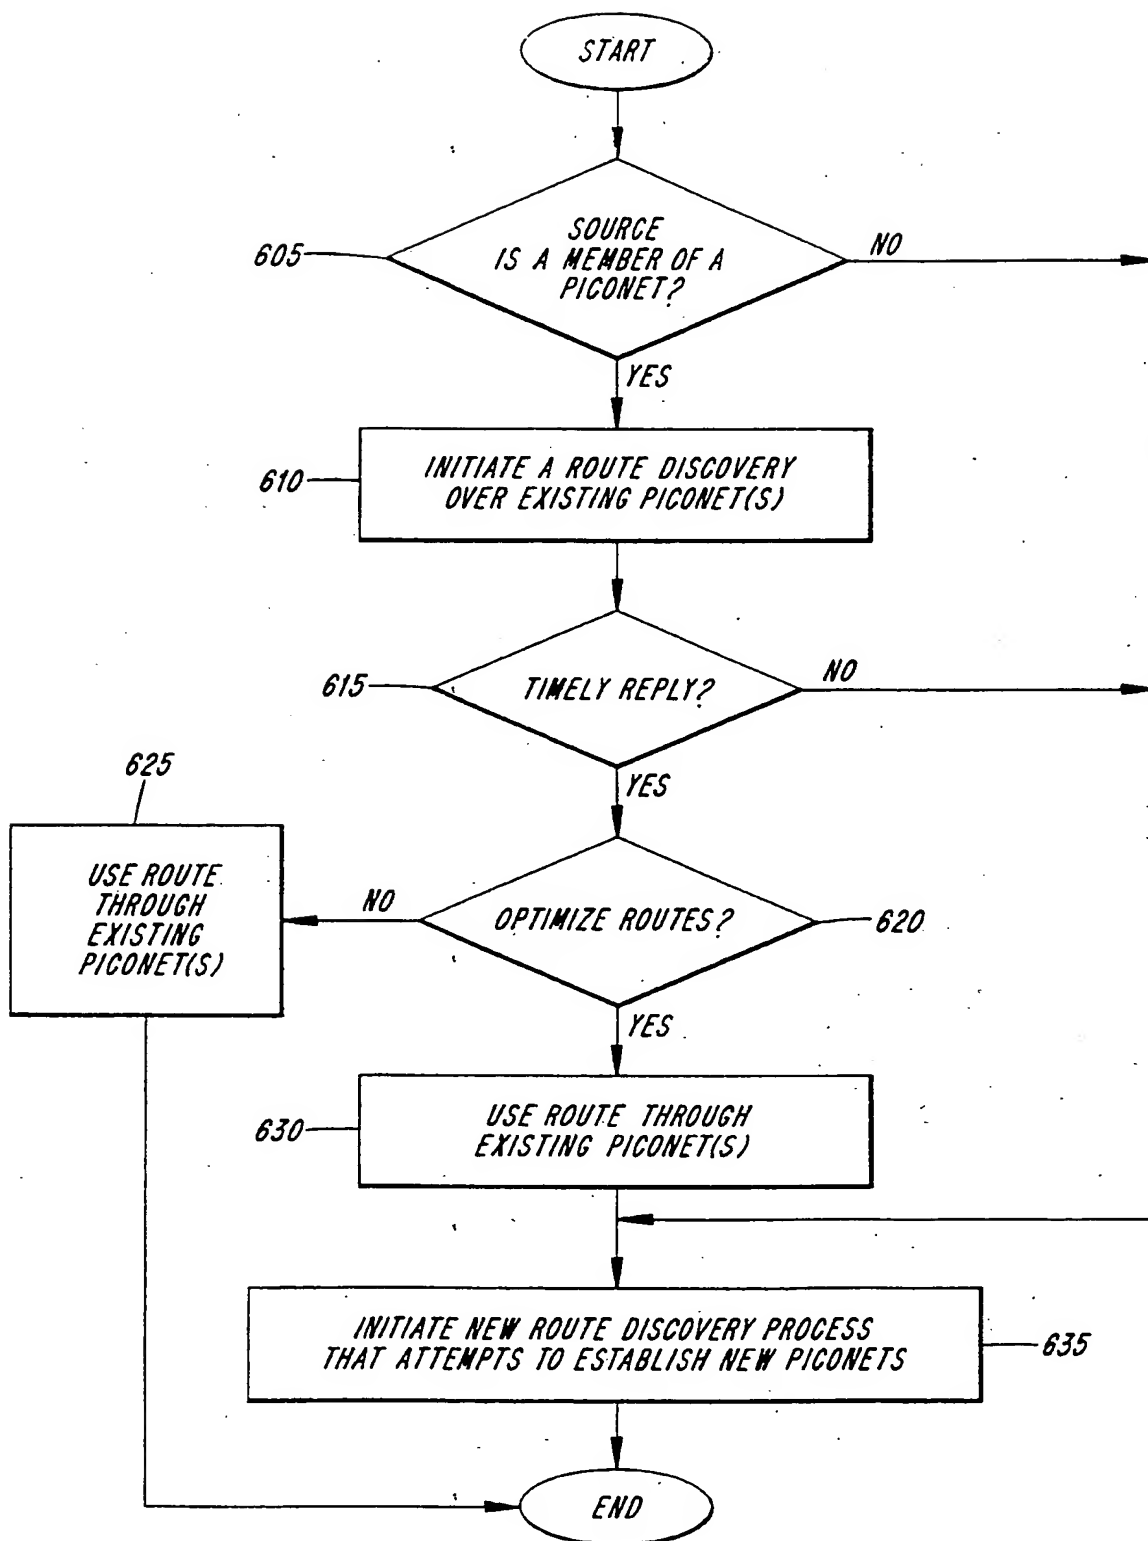 START
SOURCE
IS A MEMBER OF A
PICONET?
605
NO
YES
INITIATE A ROUTE DISCOVERY
OVER EXISTING PICONET(S)
610
TIMELY REPLY?
615
NO
YES
625
USE ROUTE
THROUGH
EXISTING
PICONET(S)
NO
OPTIMIZE ROUTES?
620
YES
USE ROUTE THROUGH
EXISTING PICONET(S)
630
INITIATE NEW ROUTE DISCOVERY PROCESS
THAT ATTEMPTS TO ESTABLISH NEW PICONETS
635
END